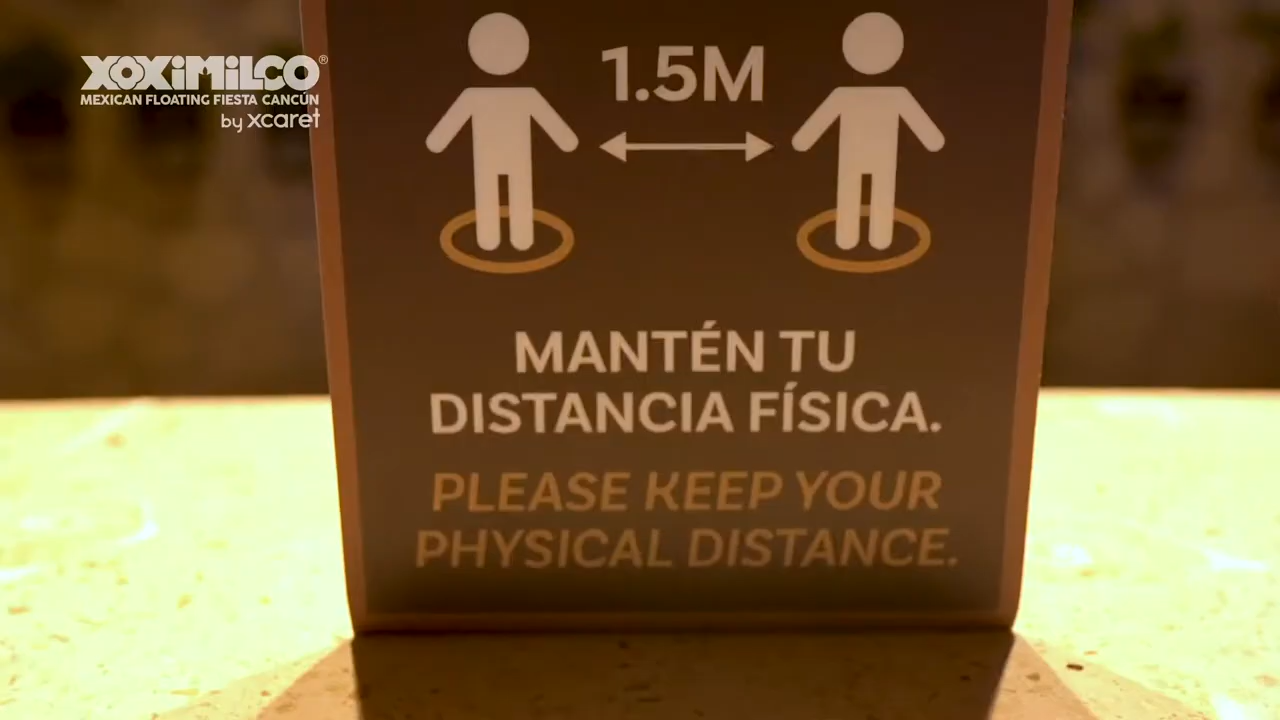 XOXiMiLCO®
MEXICAN FLOATING FIESTA CANCÚN
by xcaret
1.5M
MANTÉN TU
DISTANCIA FÍSICA.
PLEASE KEEP YOUR
PHYSICAL DISTANCE.